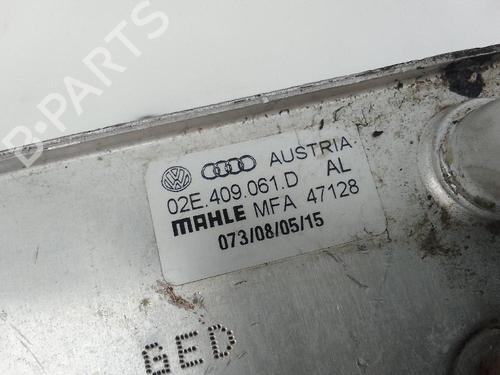 B-PARTS
AUSTRIA
02E.409.061.D AL
MAHLE MFA 47128
073/08/05/15
GED